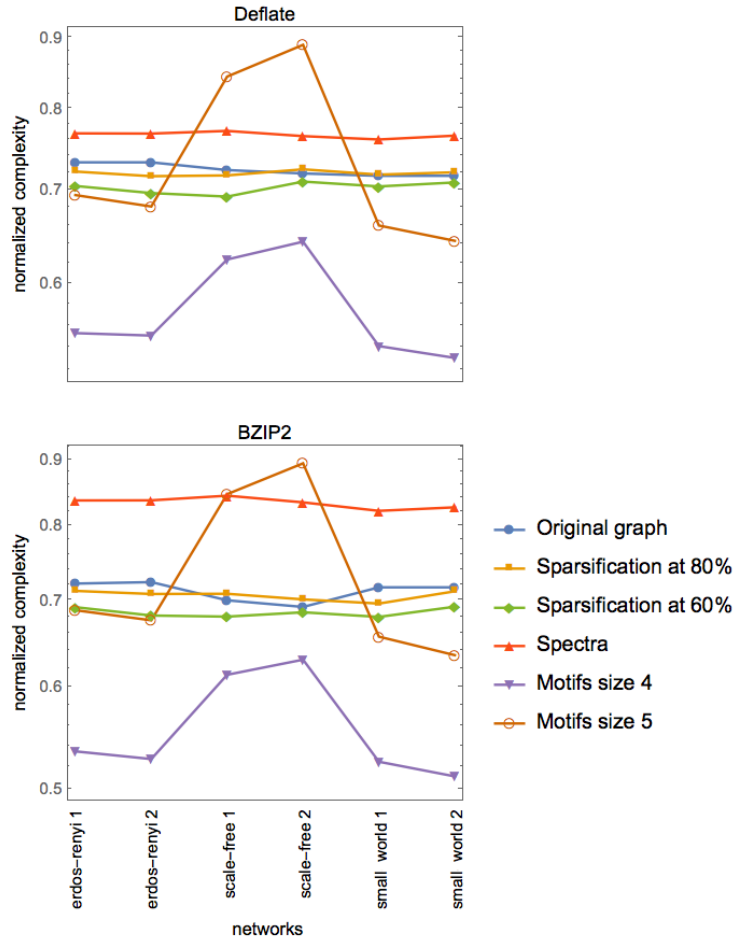 Deflate
0.9
0.8
0.7
0.6
normalized complexity
BZIP2
0.9
0.8
0.7
0.6
0.5
normalized complexity
erdos-renyi 1
erdos-renyi 2
scale-free 1
scale-free 2
small world 1
small world 2
networks
Original graph
Sparsification at 80%
Sparsification at 60%
Spectra
Motifs size 4
Motifs size 5